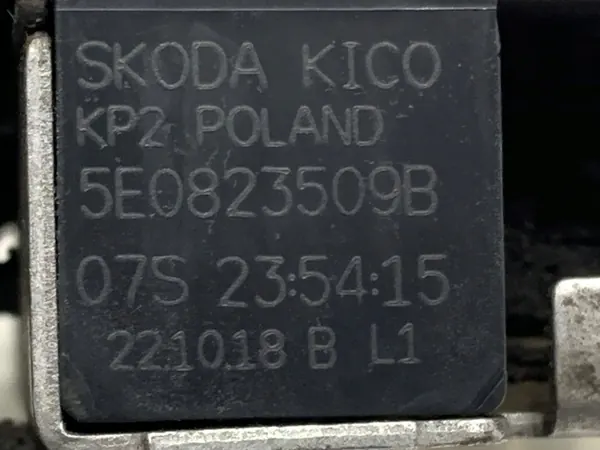 SKODA KICO
KP2 POLAND
5E0823509B
07S 23:54:15
221018 B L1